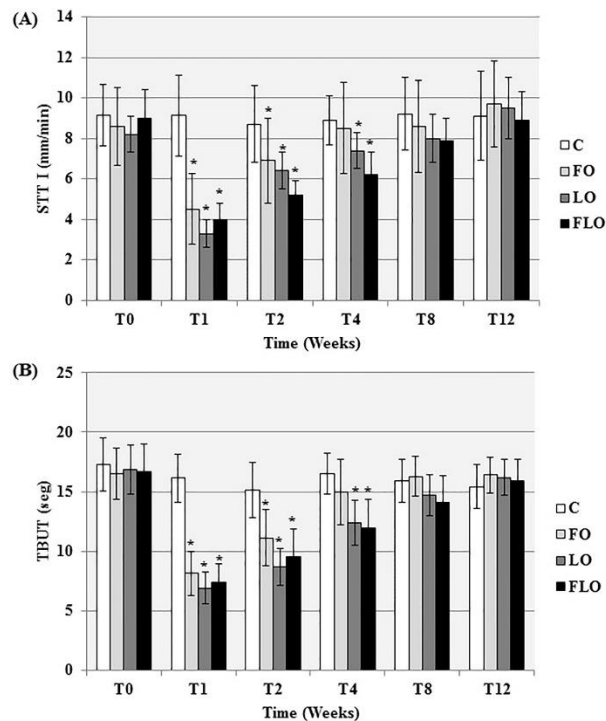 (A)
14
12
10
8
6
4
2
0
STT I (mm/min)
* * *
* * *
* *
T0 T1 T2 T4 T8 T12
Time (Weeks)
C
FO
LO
FLO
(B)
25
20
15
10
5
0
TBUT (seg)
* * *
* * *
* *
T0 T1 T2 T4 T8 T12
Time (Weeks)
C
FO
LO
FLO